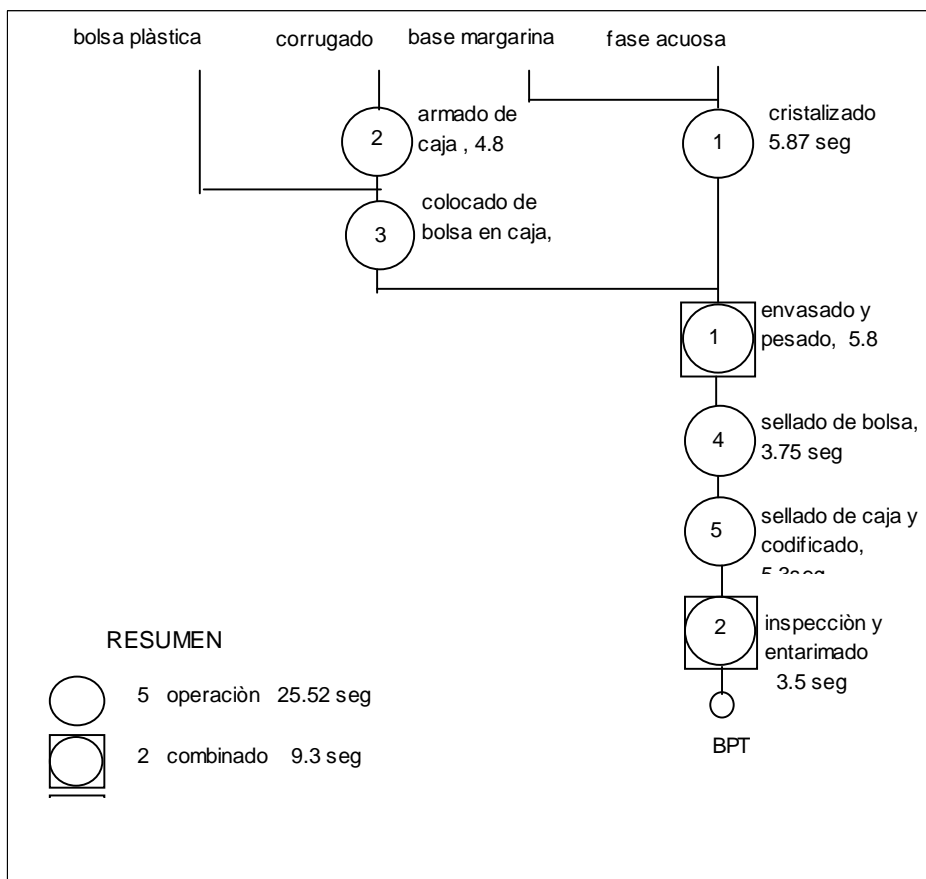 bolsa plàstica
corrugado
base margarina
fase acuosa
armado de
caja , 4.8
2
cristalizado
5.87 seg
1
colocado de
bolsa en caja,
3
envasado y
pesado, 5.8
1
sellado de bolsa,
3.75 seg
4
sellado de caja y
codificado,
5
inspecciòn y
entarimado
3.5 seg
2
BPT
RESUMEN
5 operaciòn 25.52 seg
2 combinado 9.3 seg